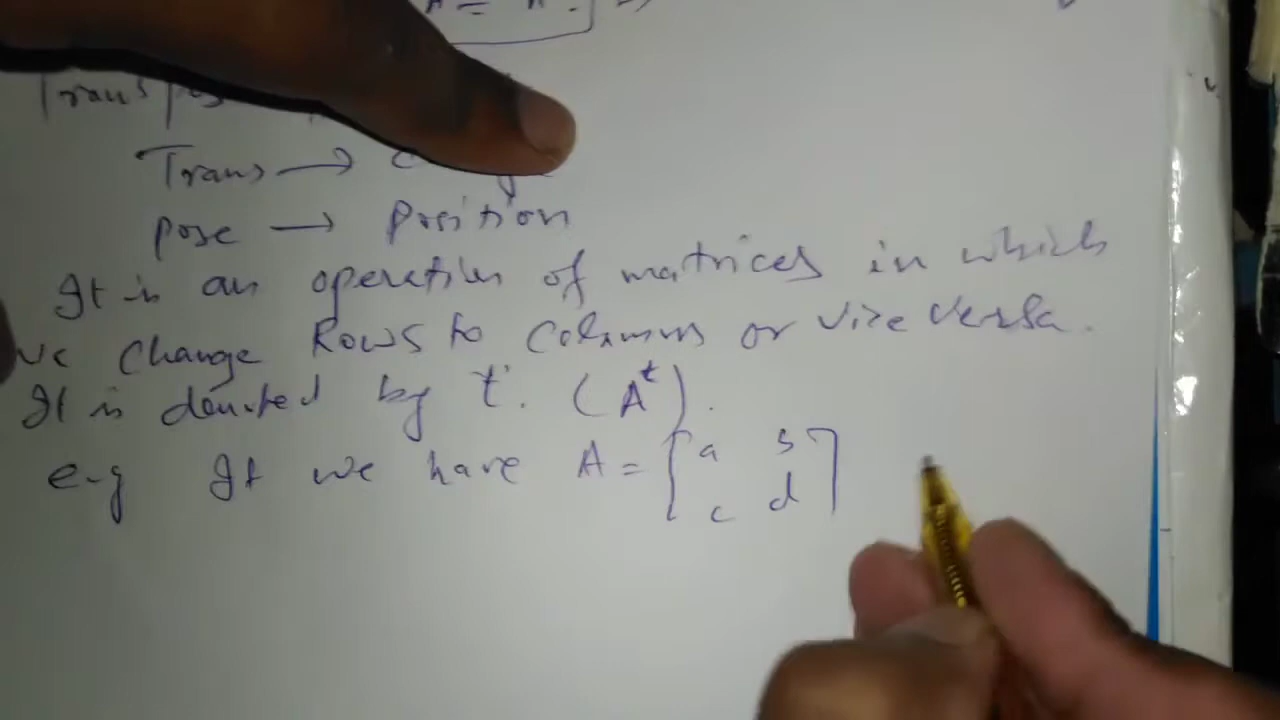 Trans →
Pose → Position
It is an operation of matrices in which
we change Rows to Columns or vice versa.
It is denoted by t. (Aᵗ).
e.g If we have A = [a b
c d]